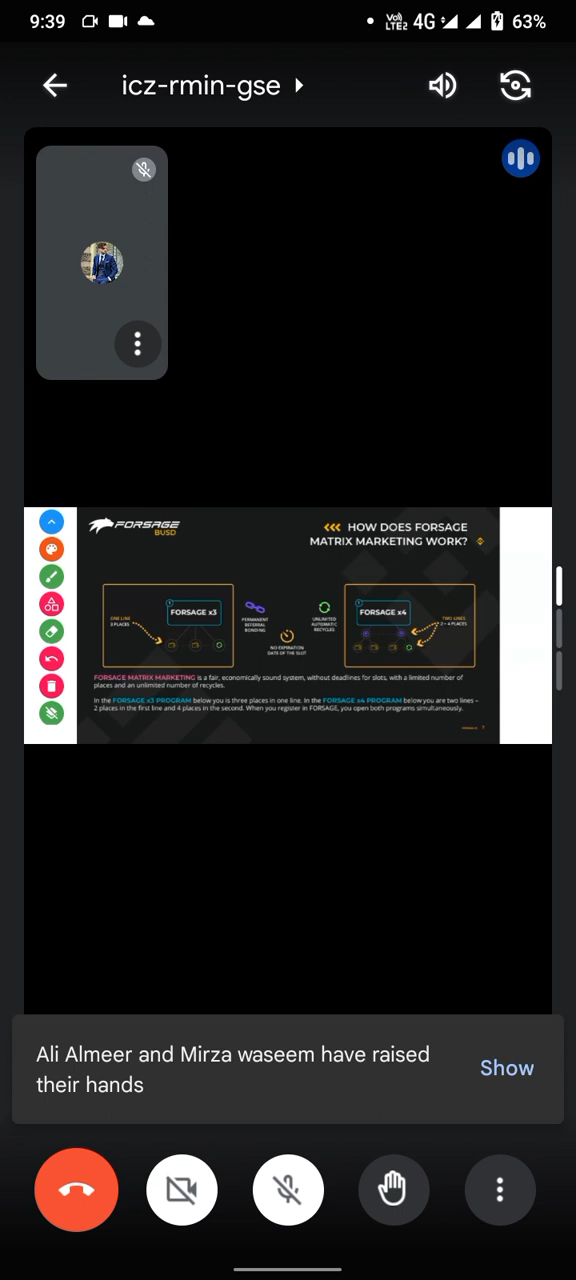 9:39
Vo)
LTE2
4G
63%
icz-rmin-gse
FORSAGE
BUSD
HOW DOES FORSAGE
MATRIX MARKETING WORK?
FORSAGE x3
ONE LINE
3 PLACES
PERMANENT
REFERRAL
BONDING
NO EXPIRATION
DATE OF THE SLOT
UNLIMITED
AUTOMATIC
RECYCLES
FORSAGE x4
TWO LINES
2 + 4 PLACES
FORSAGE MATRIX MARKETING is a fair, economically sound system, without deadlines for slots, with a limited number of
places and an unlimited number of recycles.
In the FORSAGE x3 PROGRAM below you is three places in one line. In the FORSAGE x4 PROGRAM below you are two lines –
2 places in the first line and 4 places in the second. When you register in FORSAGE, you open both programs simultaneously.
Ali Almeer and Mirza waseem have raised
their hands
Show